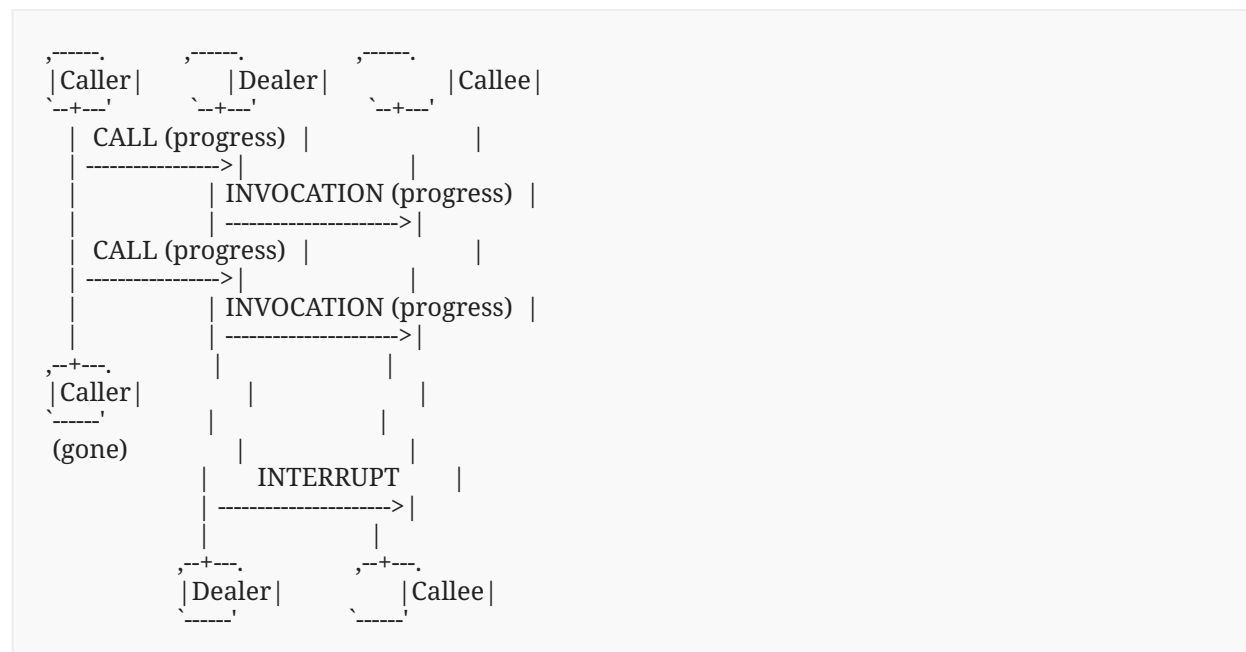 ,------.          ,------.               ,------.
|Caller|          |Dealer|               |Callee|
`--+---'          `--+---'               `--+---'
   |  CALL (progress)  |                      |
   | ----------------->|                      |
   |                   | INVOCATION (progress)  |
   |                   | ---------------------->|
   |  CALL (progress)  |                      |
   | ----------------->|                      |
   |                   | INVOCATION (progress)  |
   |                   | ---------------------->|
,--+---.               |                      |
|Caller|               |                      |
`------'               |                      |
 (gone)                |                      |
                       |       INTERRUPT        |
                       | ---------------------->|
                       |                      |
                    ,--+---.               ,--+---.
                    |Dealer|               |Callee|
                    `------'               `------'